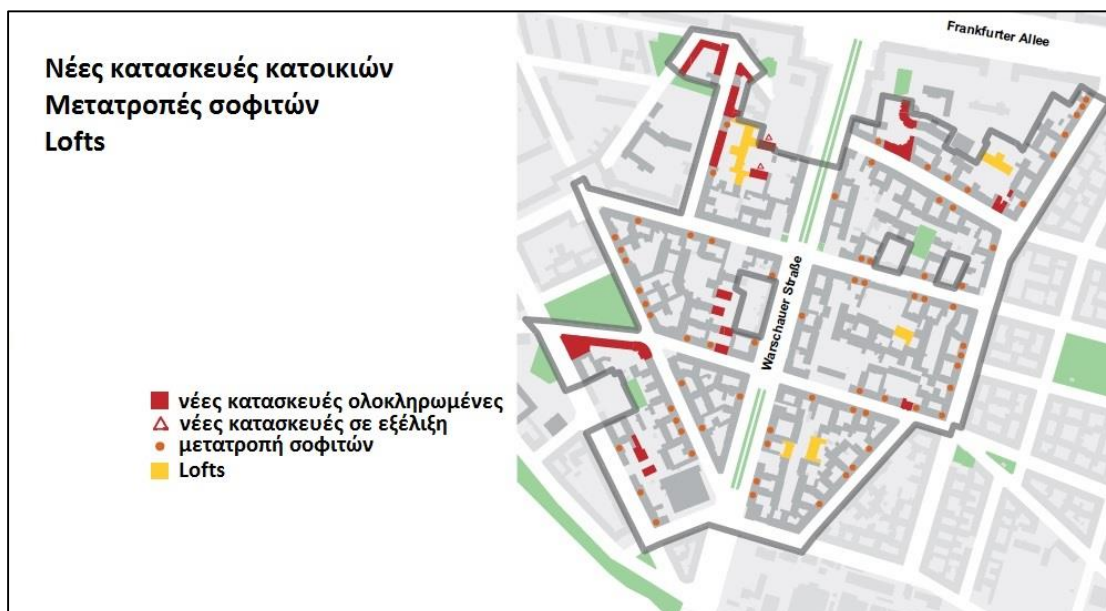 Νέες κατασκευές κατοικιών
Μετατροπές σοφιτών
Lofts
νέες κατασκευές ολοκληρωμένες
νέες κατασκευές σε εξέλιξη
μετατροπή σοφιτών
Lofts
Frankfurter Allee
Warschauer Straße